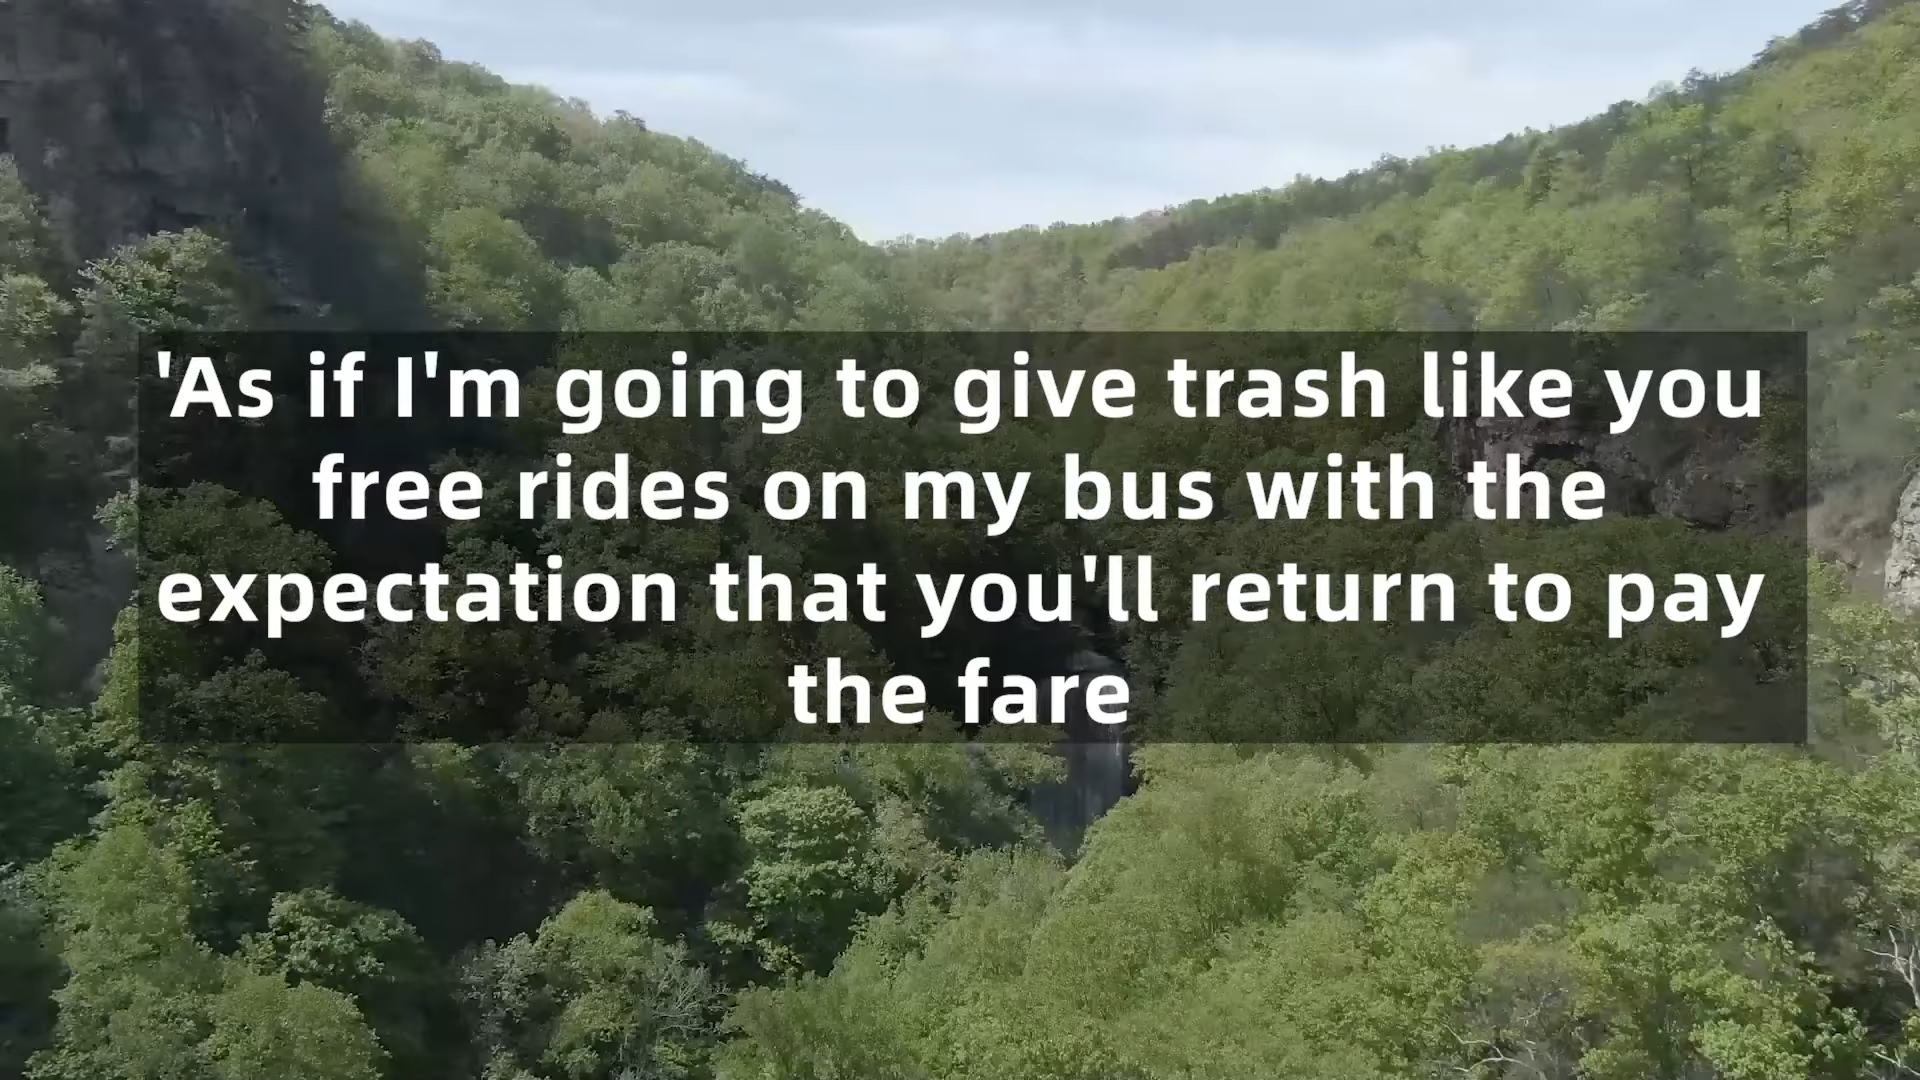 'As if I'm going to give trash like you
free rides on my bus with the
expectation that you'll return to pay
the fare